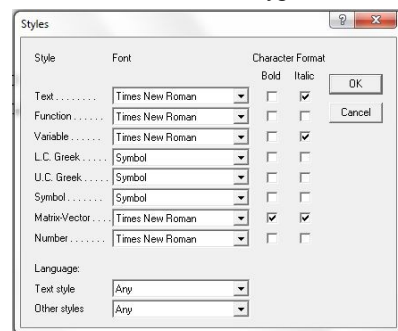 Styles
Style Font Character Format
Bold Italic
OK
Text . . . . . . . . Times New Roman
Function . . . . . . Times New Roman
Cancel
Variable . . . . . . Times New Roman
L.C. Greek . . . . . Symbol
U.C. Greek . . . . . Symbol
Symbol . . . . . . . Symbol
Matrix-Vector . . . . Times New Roman
Number . . . . . . . Times New Roman
Language:
Text style Any
Other styles Any